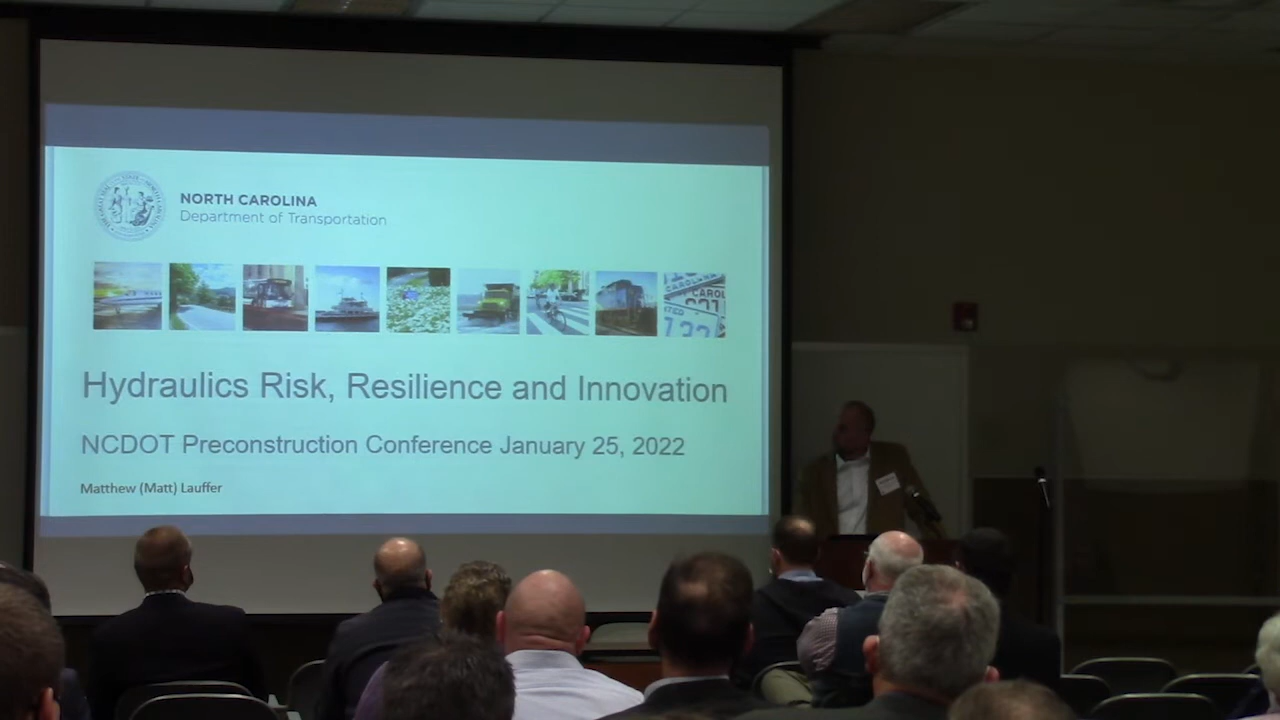 NORTH CAROLINA
Department of Transportation
Hydraulics Risk, Resilience and Innovation
NCDOT Preconstruction Conference January 25, 2022
Matthew (Matt) Lauffer